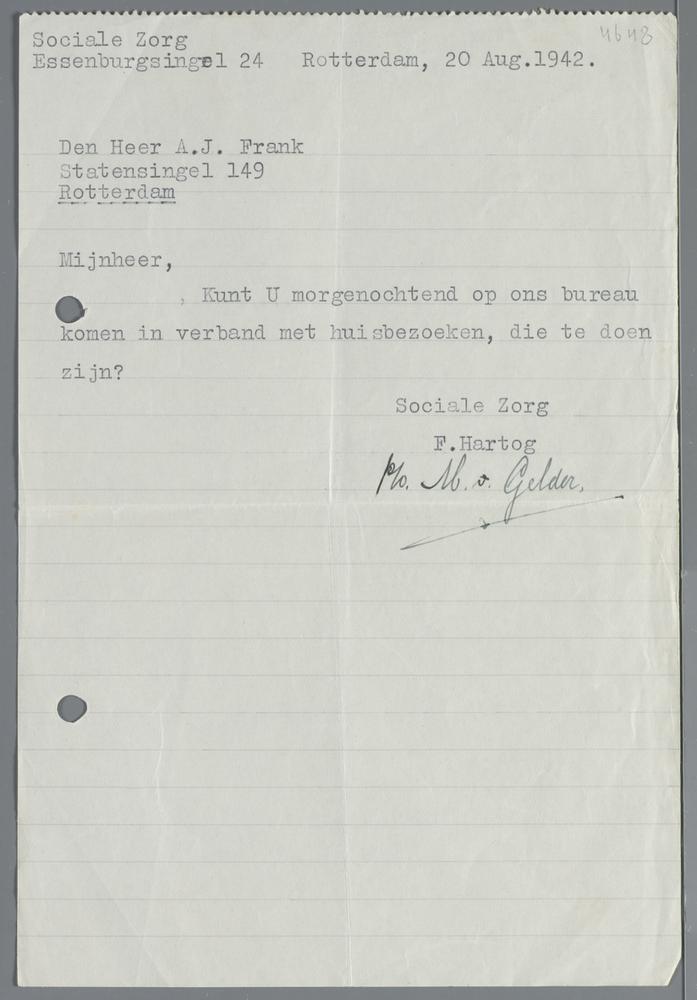 4648
Sociale Zorg
Essenburgsingel 24 Rotterdam, 20 Aug.1942.
Den Heer A.J. Frank
Statensingel 149
Rotterdam
Mijnheer,
, Kunt U morgenochtend op ons bureau
komen in verband met huisbezoeken, die te doen
zijn?
Sociale Zorg
F.Hartog
p/o. M. v. Gelder.